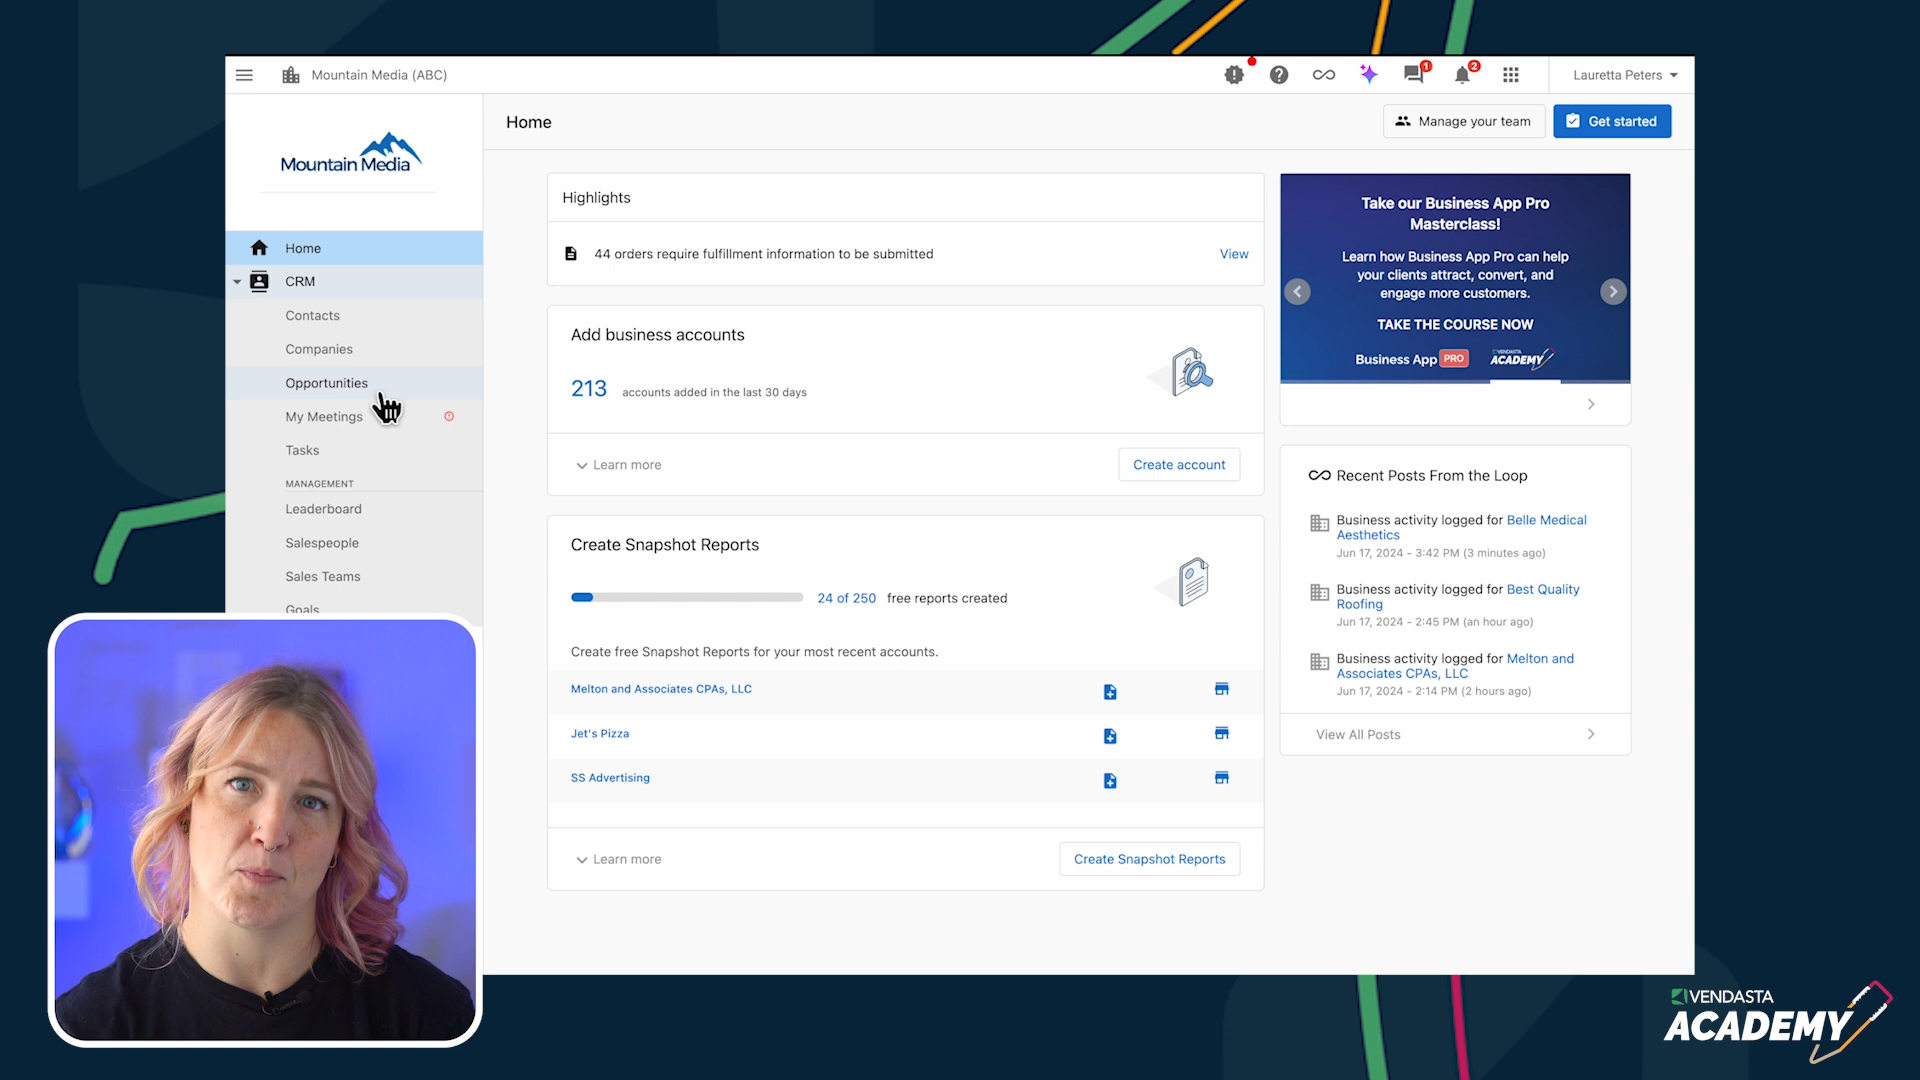 Mountain Media (ABC)
1
2
Lauretta Peters
Mountain Media
Home
Manage your team
Get started
Home
CRM
Contacts
Companies
Opportunities
My Meetings
Tasks
MANAGEMENT
Leaderboard
Salespeople
Sales Teams
Goals
Highlights
44 orders require fulfillment information to be submitted
View
Add business accounts
213 accounts added in the last 30 days
Learn more
Create account
Create Snapshot Reports
24 of 250 free reports created
Create free Snapshot Reports for your most recent accounts.
Melton and Associates CPAs, LLC
Jet's Pizza
SS Advertising
Learn more
Create Snapshot Reports
Take our Business App Pro
Masterclass!
Learn how Business App Pro can help
your clients attract, convert, and
engage more customers.
TAKE THE COURSE NOW
Business App PRO
VENDASTA
ACADEMY
Recent Posts From the Loop
Business activity logged for Belle Medical
Aesthetics
Jun 17, 2024 - 3:42 PM (3 minutes ago)
Business activity logged for Best Quality
Roofing
Jun 17, 2024 - 2:45 PM (an hour ago)
Business activity logged for Melton and
Associates CPAs, LLC
Jun 17, 2024 - 2:14 PM (2 hours ago)
View All Posts
VENDASTA
ACADEMY